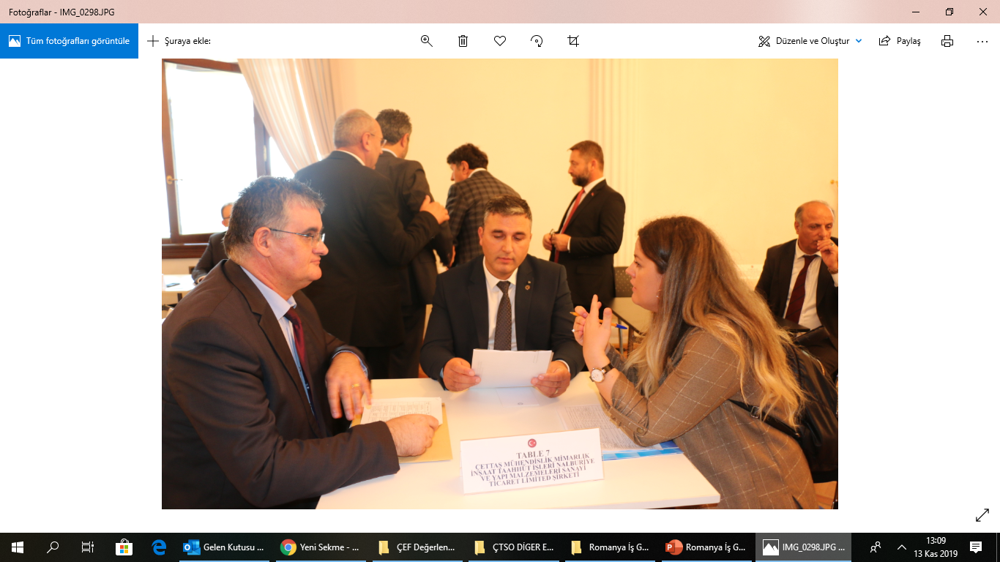 Fotoğraflar - IMG_0298.JPG
Tüm fotoğrafları görüntüle
Şuraya ekle:
Düzenle ve Oluştur
Paylaş
TABLE 7
ÇETTAŞ MÜHENDİSLİK MİMARLIK
İNŞAAT TAAHHÜT İŞLERİ NALBURİYE
VE YAPI MALZEMELERİ SANAYİ
TİCARET LİMİTED ŞİRKETİ
Gelen Kutusu ...
Yeni Sekme - ...
ÇEF Değerlen...
ÇTSO DİĞER E...
Romanya İş G...
Romanya İş G...
IMG_0298.JPG ...
13:09
13 Kas 2019